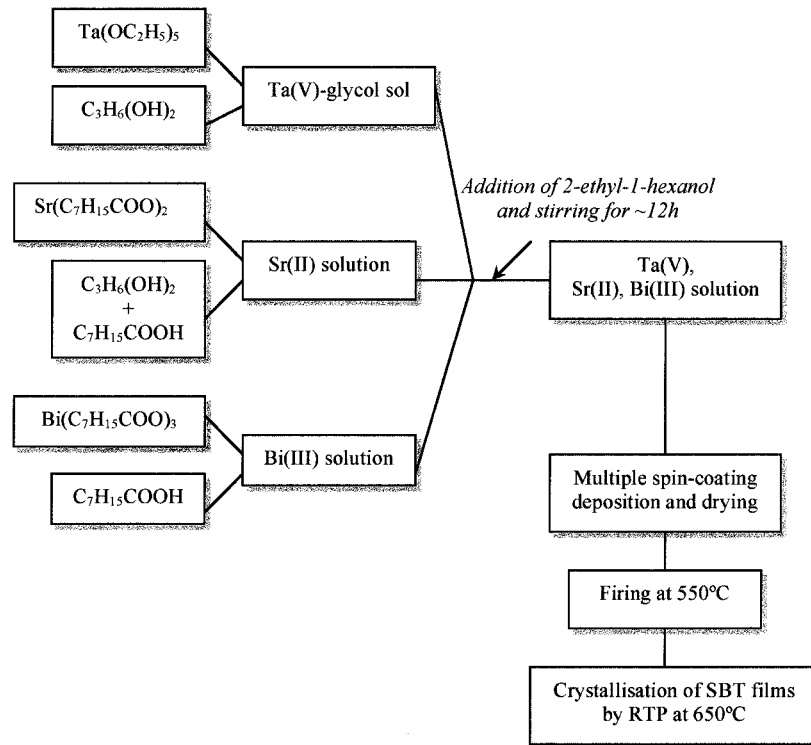 Ta(OC₂H₅)₅
C₃H₆(OH)₂
Ta(V)-glycol sol
Addition of 2-ethyl-1-hexanol
and stirring for ~12h
Sr(C₇H₁₅COO)₂
C₃H₆(OH)₂
+
C₇H₁₅COOH
Sr(II) solution
Ta(V),
Sr(II), Bi(III) solution
Bi(C₇H₁₅COO)₃
C₇H₁₅COOH
Bi(III) solution
Multiple spin-coating
deposition and drying
Firing at 550ºC
Crystallisation of SBT films
by RTP at 650ºC